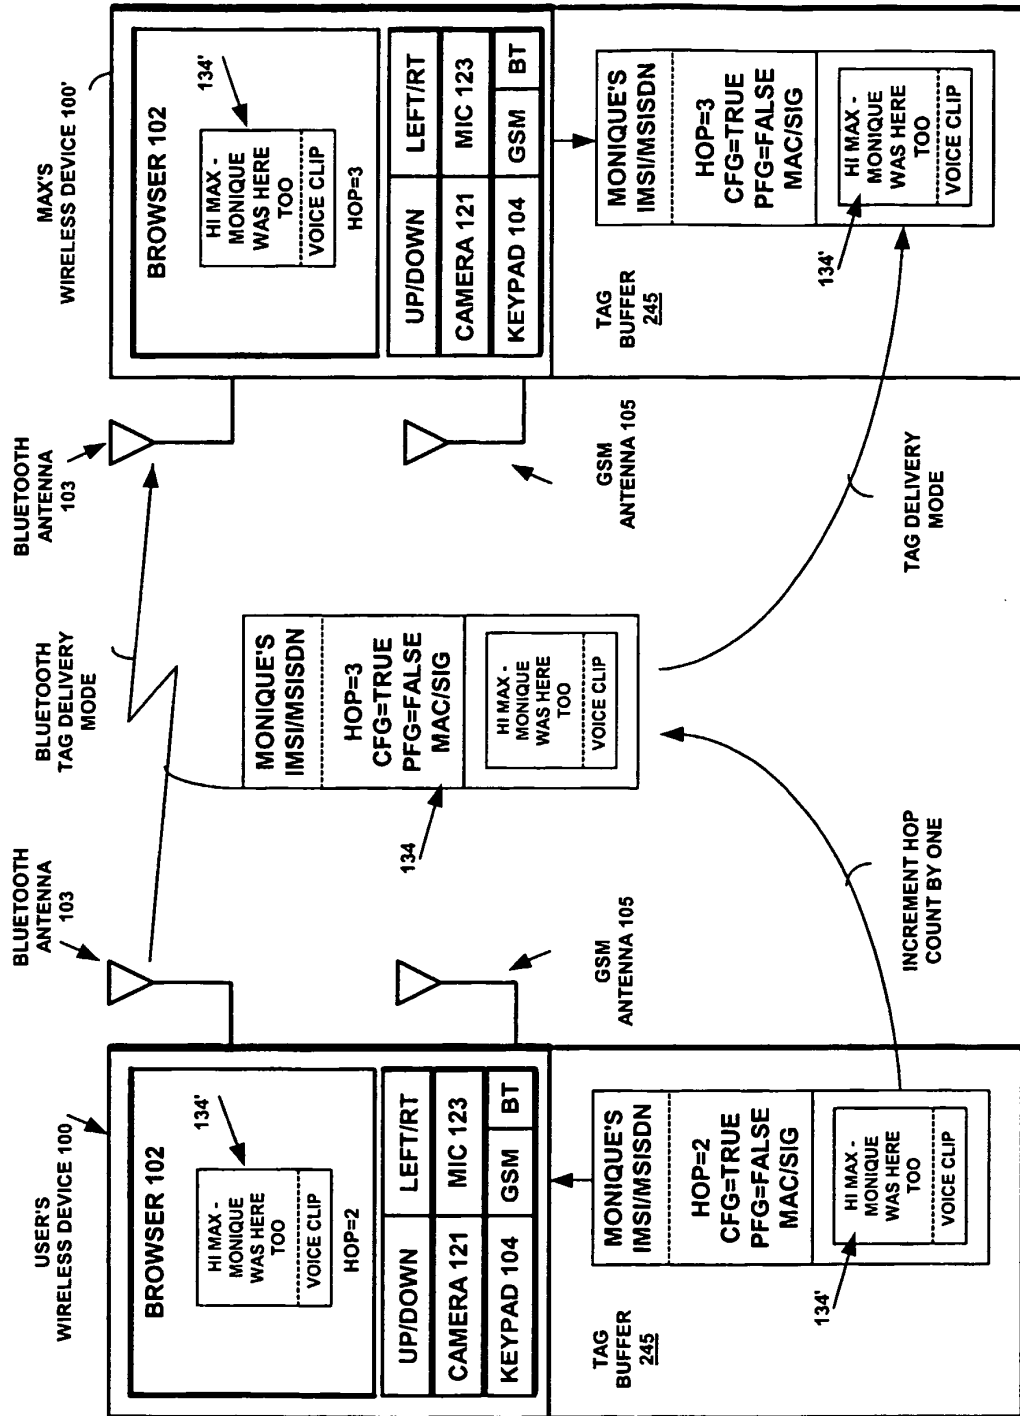 USER'S
WIRELESS DEVICE 100
BROWSER 102
134'
HI MAX -
MONIQUE
WAS HERE
TOO
VOICE CLIP
HOP=2
UP/DOWN
LEFT/RT
CAMERA 121
MIC 123
KEYPAD 104
GSM
BT
TAG
BUFFER
245
MONIQUE'S
IMSI/MSISDN
HOP=2
CFG=TRUE
PFG=FALSE
MAC/SIG
134'
HI MAX -
MONIQUE
WAS HERE
TOO
VOICE CLIP
BLUETOOTH
ANTENNA
103
GSM
ANTENNA 105
INCREMENT HOP
COUNT BY ONE
BLUETOOTH
TAG DELIVERY
MODE
MONIQUE'S
IMSI/MSISDN
HOP=3
CFG=TRUE
PFG=FALSE
MAC/SIG
134
HI MAX -
MONIQUE
WAS HERE
TOO
VOICE CLIP
BLUETOOTH
ANTENNA
103
GSM
ANTENNA 105
TAG DELIVERY
MODE
MAX'S
WIRELESS DEVICE 100'
BROWSER 102
134'
HI MAX -
MONIQUE
WAS HERE
TOO
VOICE CLIP
HOP=3
UP/DOWN
LEFT/RT
CAMERA 121
MIC 123
KEYPAD 104
GSM
BT
TAG
BUFFER
245
MONIQUE'S
IMSI/MSISDN
HOP=3
CFG=TRUE
PFG=FALSE
MAC/SIG
134'
HI MAX -
MONIQUE
WAS HERE
TOO
VOICE CLIP